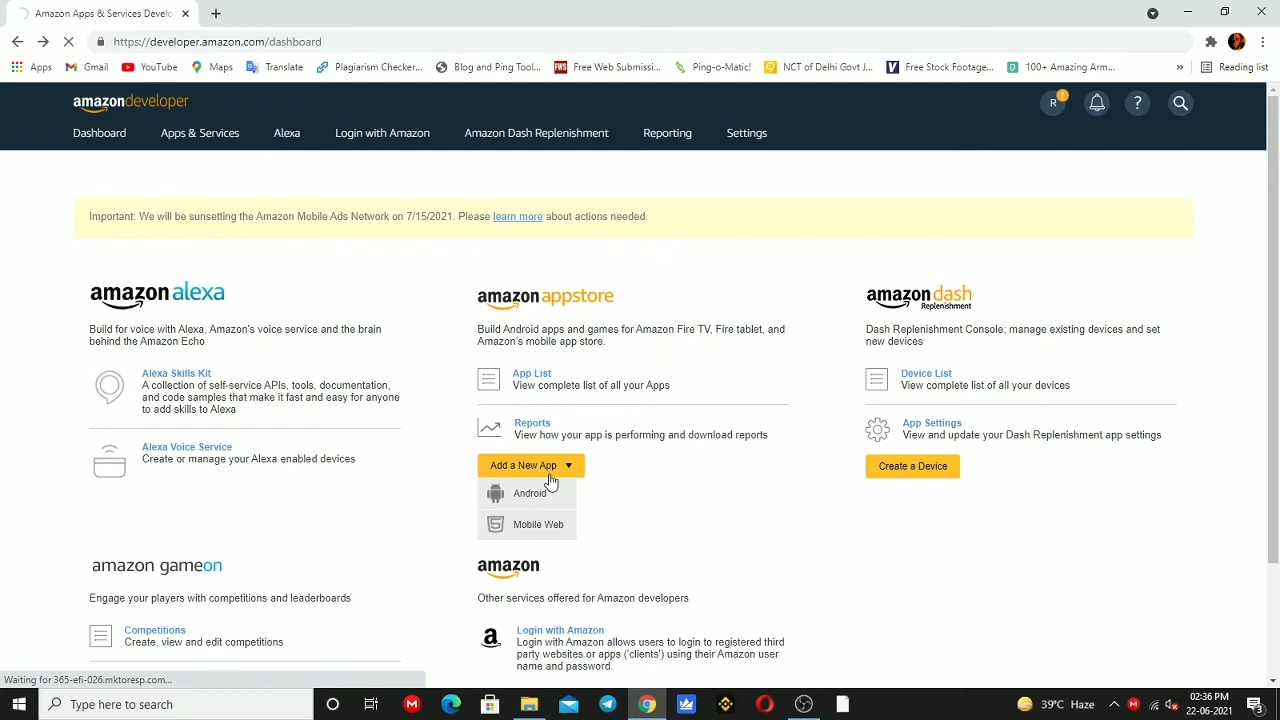 Amazon Apps & Services Develo
https://developer.amazon.com/dashboard
Apps Gmail YouTube Maps Translate Plagiarism Checker... Blog and Ping Tool... FWS Free Web Submissi... Ping-o-Matic! NCT of Delhi Govt J... Free Stock Footage... 100+ Amazing Arm... » Reading list
amazondeveloper
R !
Dashboard Apps & Services Alexa Login with Amazon Amazon Dash Replenishment Reporting Settings
Important: We will be sunsetting the Amazon Mobile Ads Network on 7/15/2021. Please learn more about actions needed.
amazon alexa
Build for voice with Alexa, Amazon's voice service and the brain
behind the Amazon Echo
Alexa Skills Kit
A collection of self-service APIs, tools, documentation,
and code samples that make it fast and easy for anyone
to add skills to Alexa
Alexa Voice Service
Create or manage your Alexa enabled devices
amazon appstore
Build Android apps and games for Amazon Fire TV, Fire tablet, and
Amazon's mobile app store.
App List
View complete list of all your Apps
Reports
View how your app is performing and download reports
Add a New App
Android
Mobile Web
amazon dash
Replenishment
Dash Replenishment Console; manage existing devices and set
new devices
Device List
View complete list of all your devices
App Settings
View and update your Dash Replenishment app settings
Create a Device
amazon gameon
Engage your players with competitions and leaderboards
Competitions
Create, view and edit competitions
amazon
Other services offered for Amazon developers
Login with Amazon
Login with Amazon allows users to login to registered third
party websites or apps ('clients') using their Amazon user
name and password.
Waiting for 365-efi-026.mktoresp.com...
Type here to search
39°C Haze
02:36 PM
22-06-2021
3